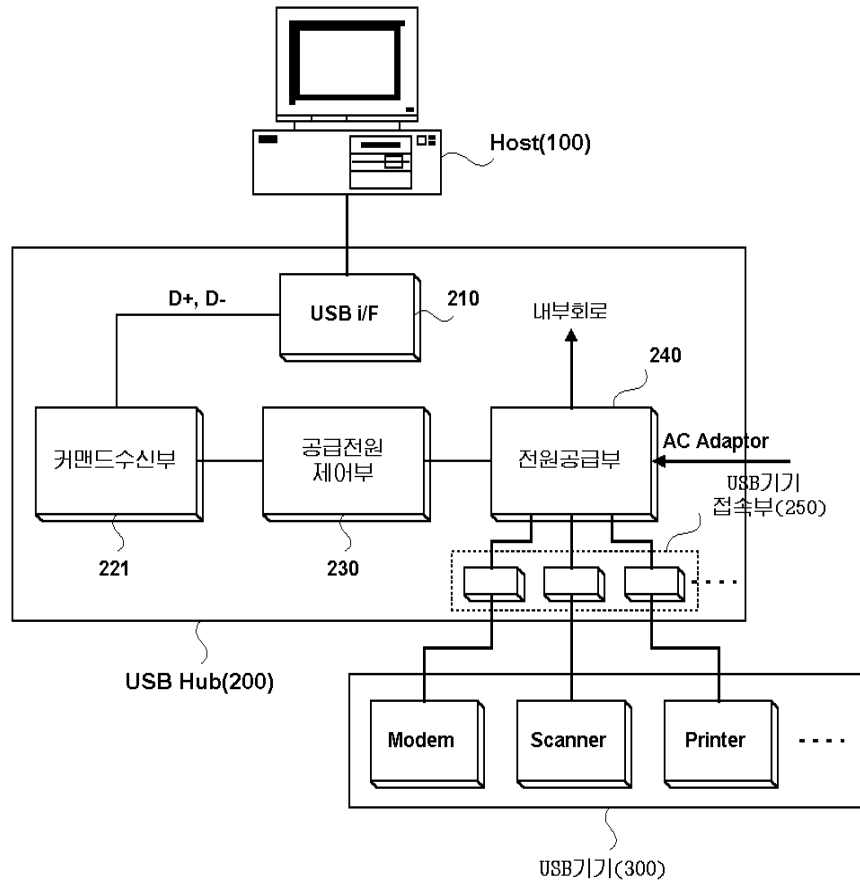 Host(100)
D+, D-
USB i/F
210
내부회로
240
커맨드수신부
공급전원
제어부
전원공급부
AC Adaptor
USB기기
접속부(250)
221
230
USB Hub(200)
Modem
Scanner
Printer
USB기기(300)